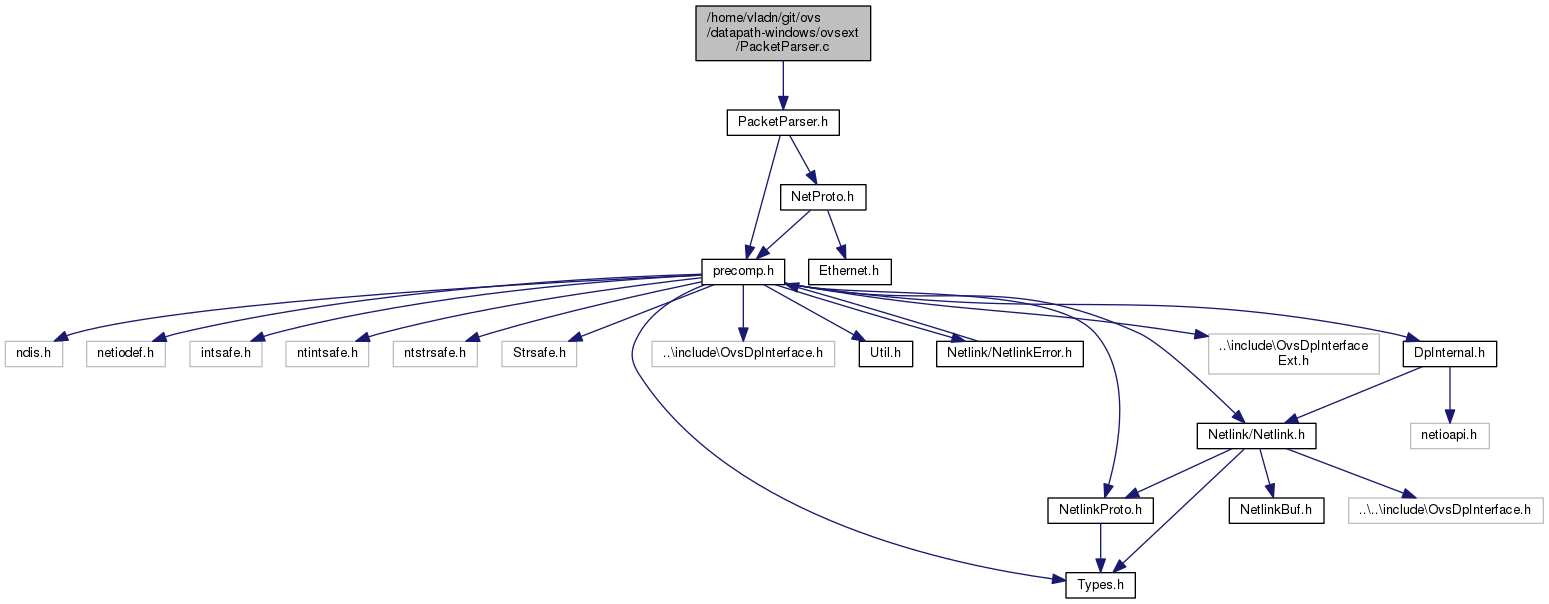 /home/vladn/git/ovs
/datapath-windows/ovsext
/PacketParser.c
PacketParser.h
NetProto.h
precomp.h
Ethernet.h
ndis.h
netiodef.h
intsafe.h
ntintsafe.h
ntstrsafe.h
Strsafe.h
..\include\OvsDpInterface.h
Util.h
Netlink/NetlinkError.h
..\include\OvsDpInterface
Ext.h
DpInternal.h
Netlink/Netlink.h
netioapi.h
NetlinkProto.h
NetlinkBuf.h
..\..\include\OvsDpInterface.h
Types.h